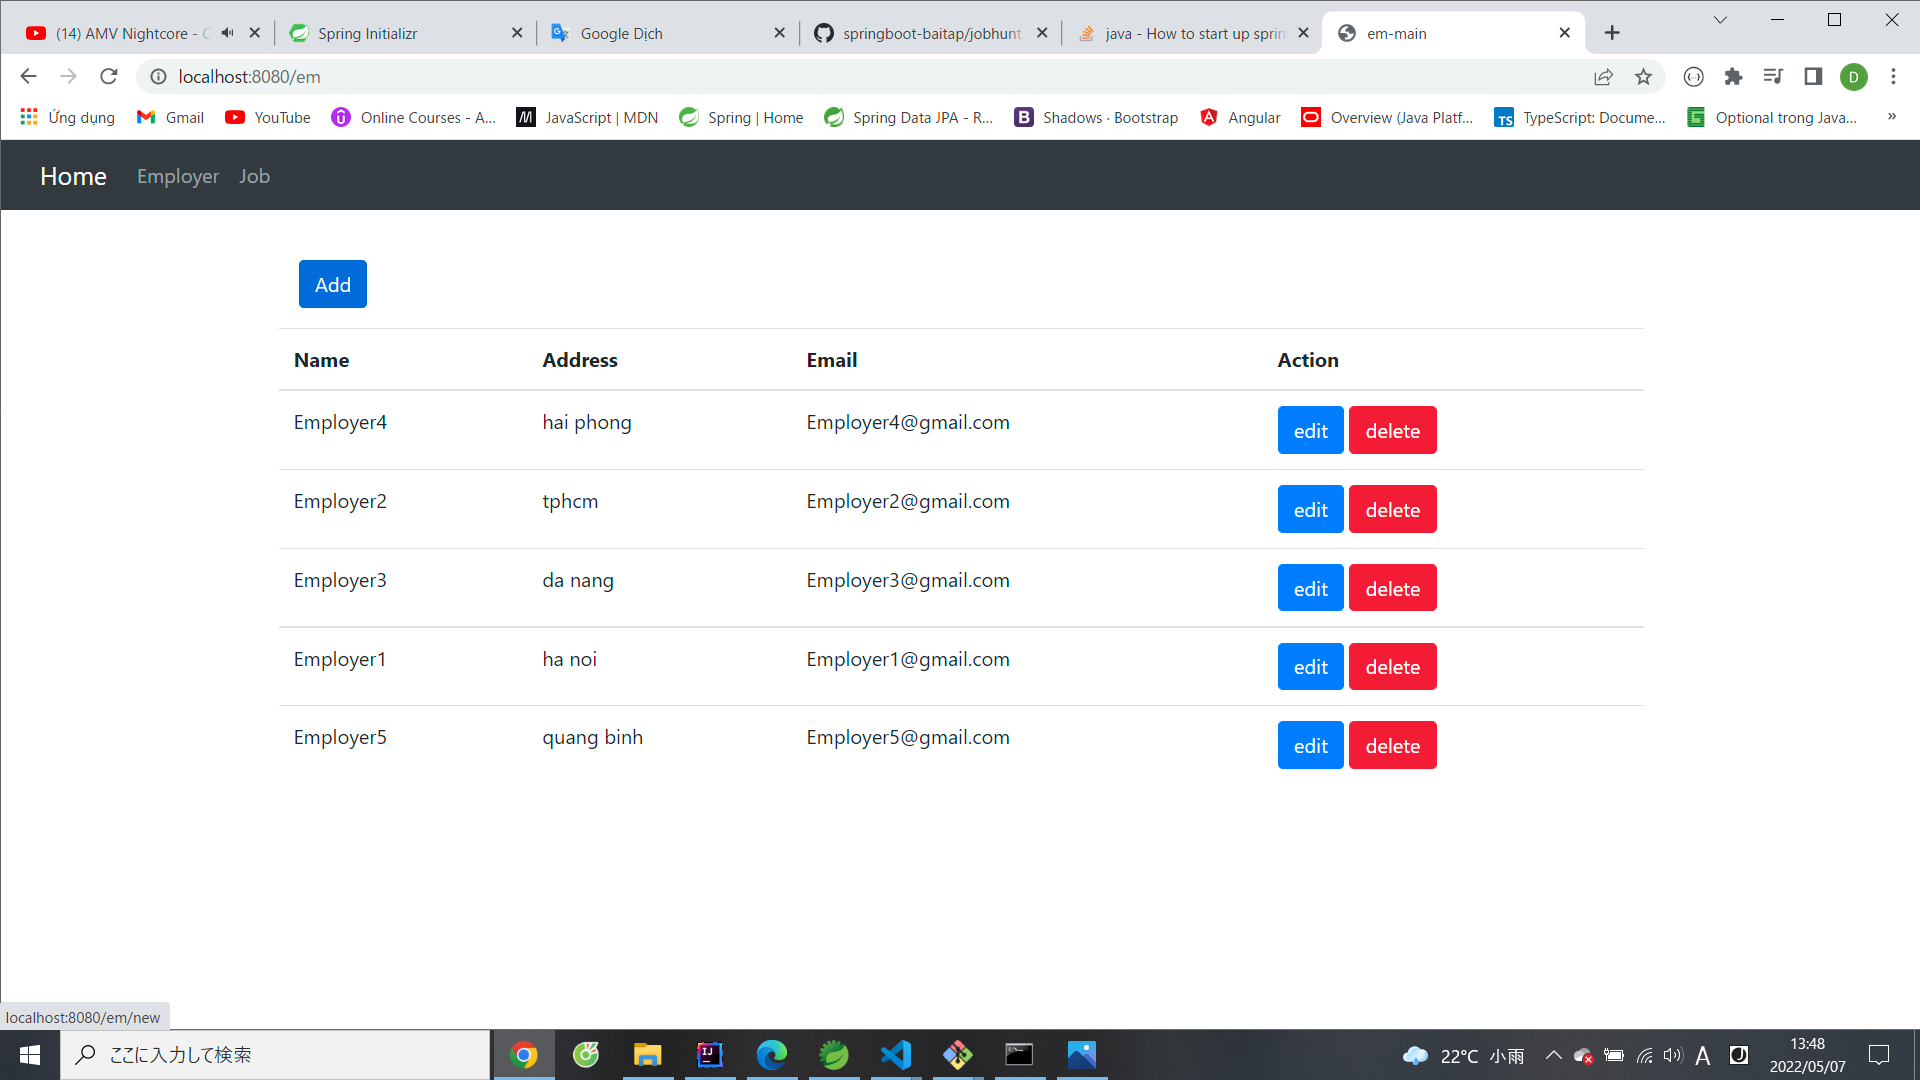 (14) AMV Nightcore - C
Spring Initializr
Google Dịch
springboot-baitap/jobhunt
java - How to start up sprin
em-main
localhost:8080/em
D
Ứng dụng
Gmail
YouTube
Online Courses - A...
JavaScript | MDN
Spring | Home
Spring Data JPA - R...
Shadows · Bootstrap
Angular
Overview (Java Platf...
TypeScript: Docume...
Optional trong Java...
»
Home Employer Job
Add
Name Address Email Action
Employer4 hai phong Employer4@gmail.com edit delete
Employer2 tphcm Employer2@gmail.com edit delete
Employer3 da nang Employer3@gmail.com edit delete
Employer1 ha noi Employer1@gmail.com edit delete
Employer5 quang binh Employer5@gmail.com edit delete
localhost:8080/em/new
ここに入力して検索
22°C 小雨
A
13:48
2022/05/07